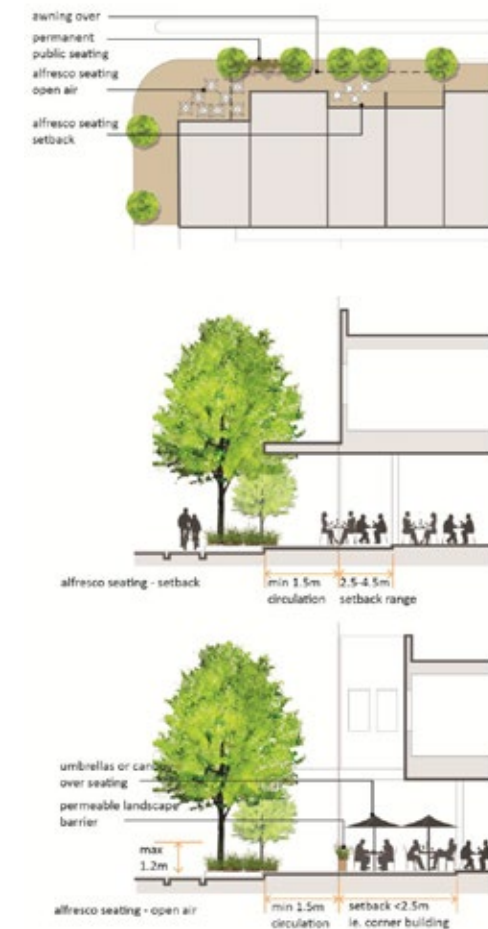 awning over
permanent
public seating
alfresco seating
open air
alfresco seating
setback
alfresco seating - setback
min 1.5m
circulation
2.5-4.5m
setback range
umbrellas or canopy
over seating
permeable landscape
barrier
max
1.2m
alfresco seating - open air
min 1.5m
circulation
setback <2.5m
ie. corner building